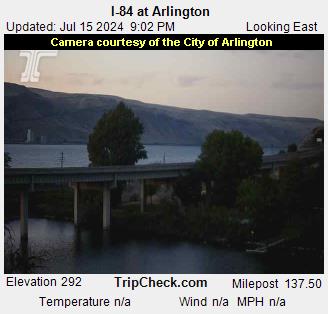 I-84 at Arlington
Updated: Jul 15 2024 9:02 PM Looking East
Camera courtesy of the City of Arlington
Elevation 292 TripCheck.com Milepost 137.50
Temperature n/a Wind n/a MPH n/a